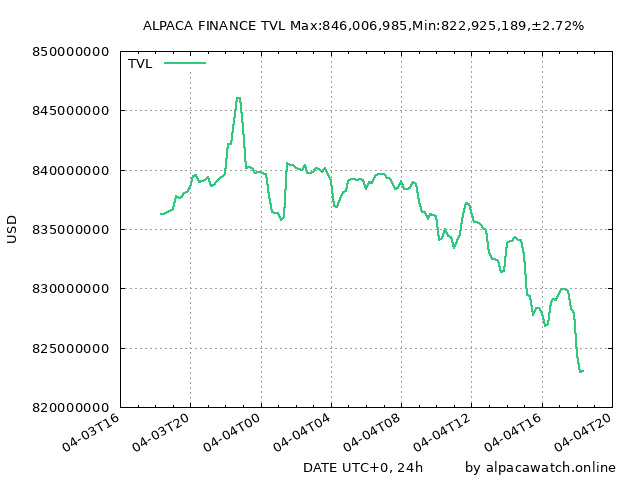 ALPACA FINANCE TVL Max:846,006,985,Min:822,925,189,±2.72%
850000000
TVL
845000000
840000000
835000000
USD
830000000
825000000
820000000
04-03T16
04-03T20
04-04T00
04-04T04
04-04T08
04-04T12
04-04T16
04-04T20
DATE UTC+0, 24h
by alpacawatch.online